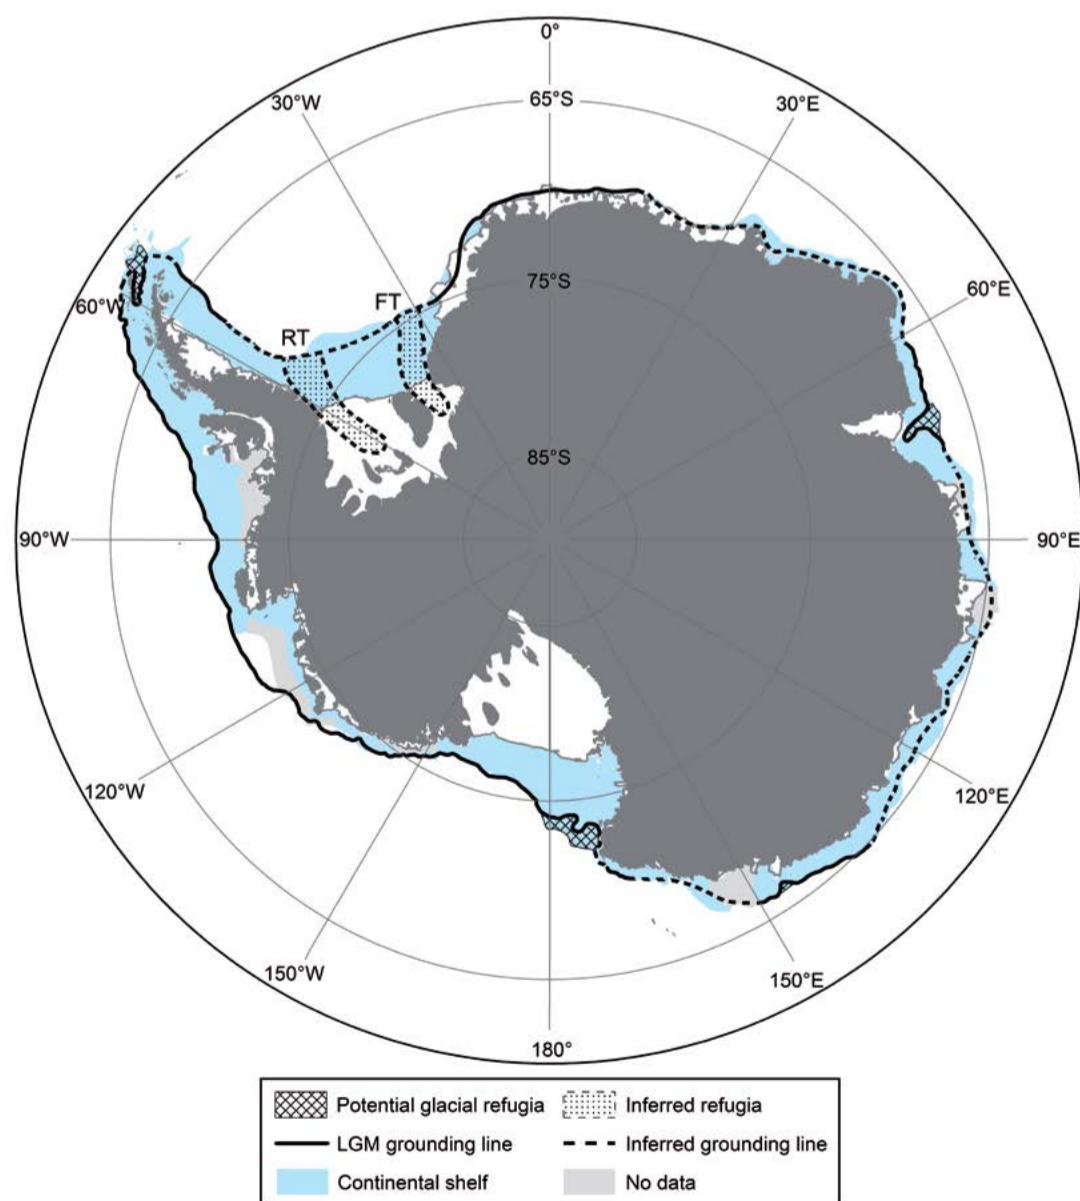 0°
65°S
30°W
30°E
75°S
FT
60°W
60°E
RT
85°S
90°W
90°E
120°W
120°E
150°W
150°E
180°
Potential glacial refugia
Inferred refugia
LGM grounding line
Inferred grounding line
Continental shelf
No data